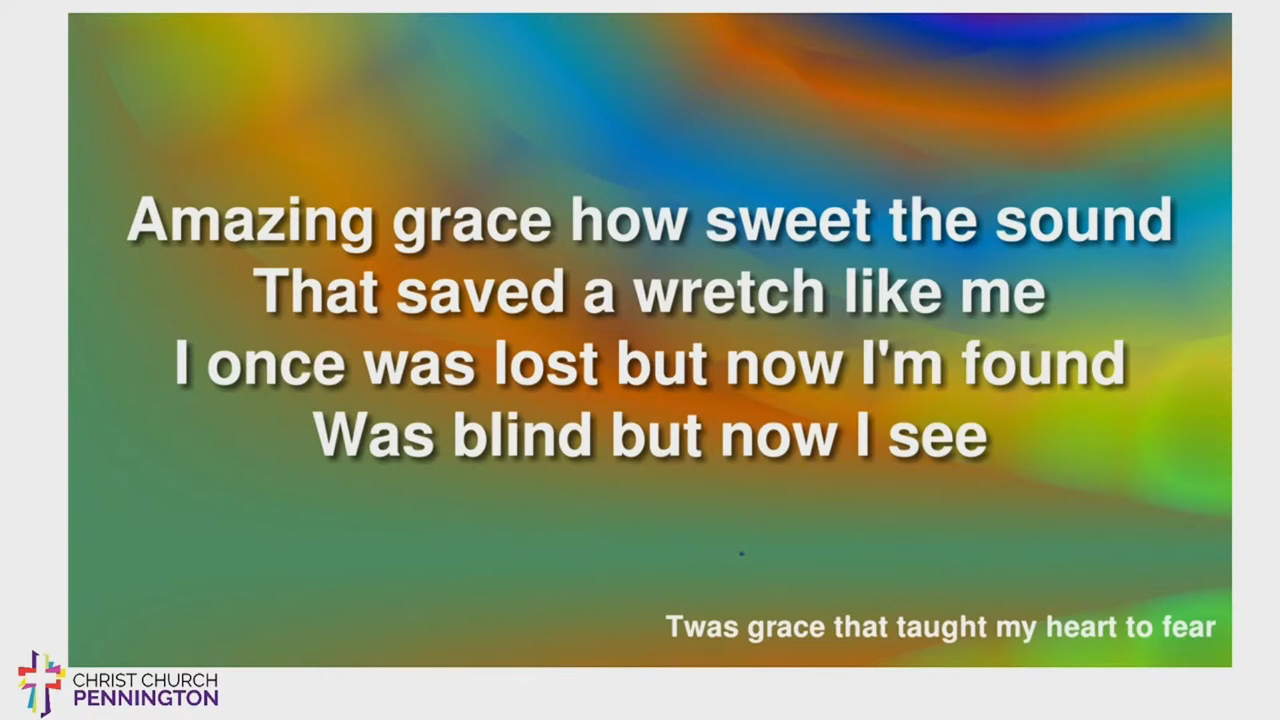 Amazing grace how sweet the sound
That saved a wretch like me
I once was lost but now I'm found
Was blind but now I see
Twas grace that taught my heart to fear
CHRIST CHURCH
PENNINGTON